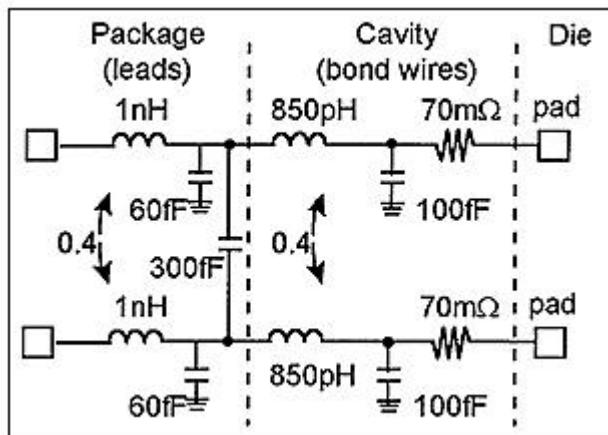 Package Cavity Die
(leads) (bond wires)
1nH 850pH 70mΩ pad
60fF 100fF
0.4 300fF 0.4
1nH 70mΩ pad
60fF 850pH 100fF